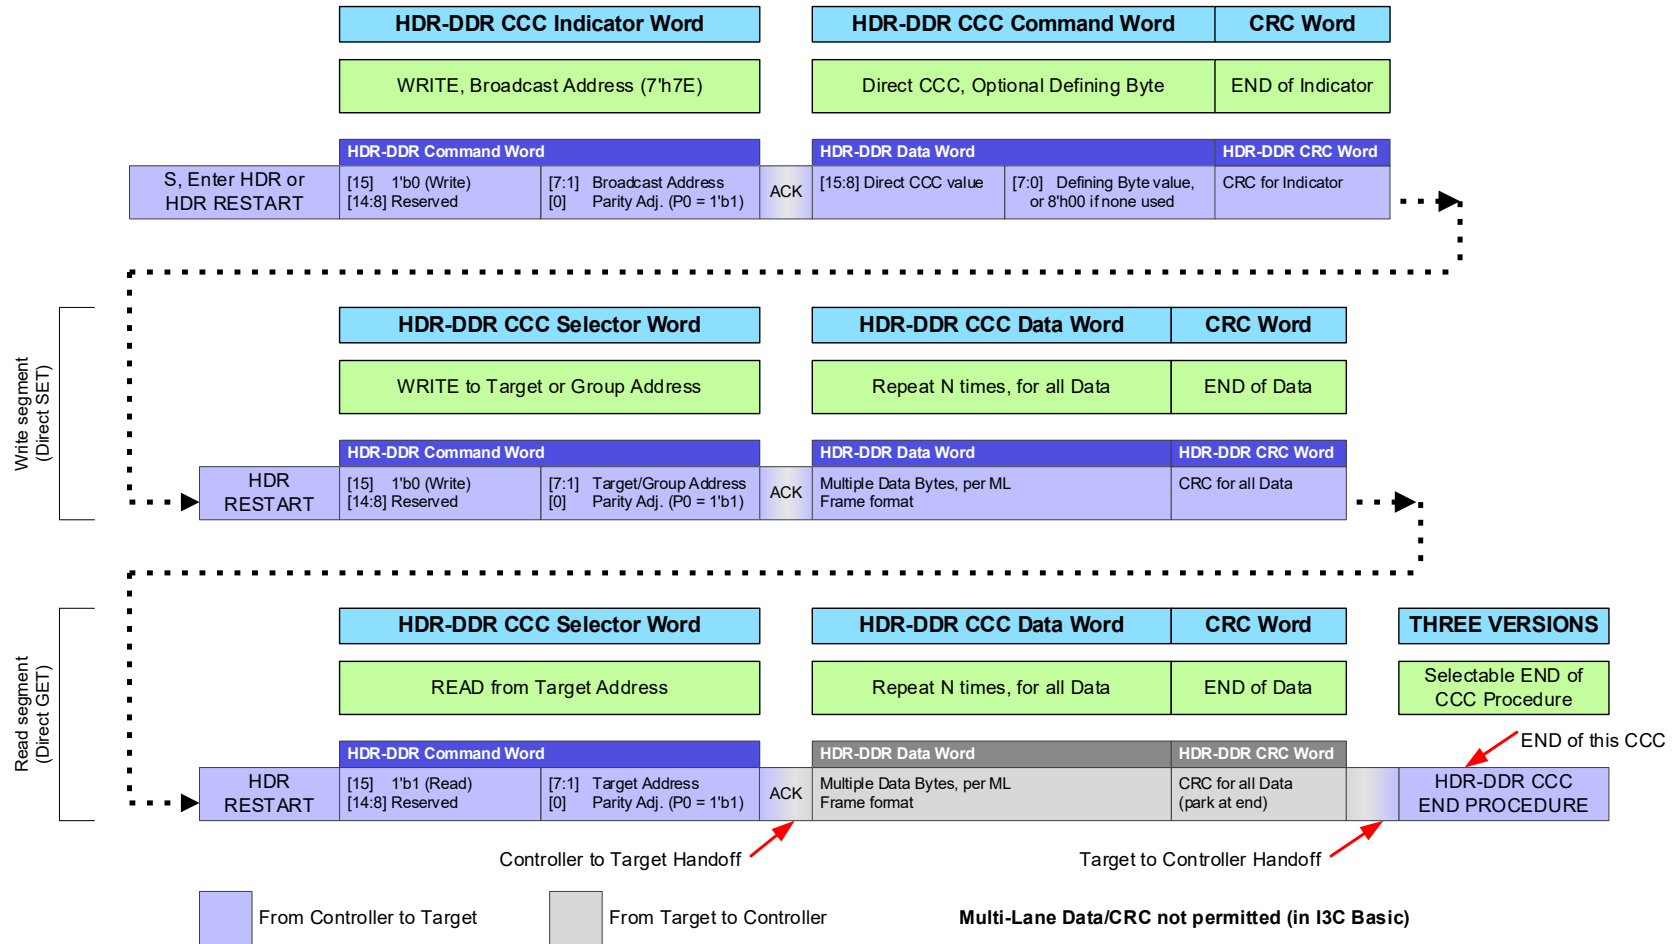 HDR-DDR CCC Indicator Word
HDR-DDR CCC Command Word
CRC Word
WRITE, Broadcast Address (7'h7E)
Direct CCC, Optional Defining Byte
END of Indicator
HDR-DDR Command Word
HDR-DDR Data Word
HDR-DDR CRC Word
S, Enter HDR or
HDR RESTART
[15] 1'b0 (Write)
[14:8] Reserved
[7:1] Broadcast Address
[0] Parity Adj. (P0 = 1'b1)
ACK
[15:8] Direct CCC value
[7:0] Defining Byte value,
or 8'h00 if none used
CRC for Indicator
Write segment
(Direct SET)
HDR-DDR CCC Selector Word
HDR-DDR CCC Data Word
CRC Word
WRITE to Target or Group Address
Repeat N times, for all Data
END of Data
HDR-DDR Command Word
HDR-DDR Data Word
HDR-DDR CRC Word
HDR
RESTART
[15] 1'b0 (Write)
[14:8] Reserved
[7:1] Target/Group Address
[0] Parity Adj. (P0 = 1'b1)
ACK
Multiple Data Bytes, per ML
Frame format
CRC for all Data
Read segment
(Direct GET)
HDR-DDR CCC Selector Word
HDR-DDR CCC Data Word
CRC Word
THREE VERSIONS
READ from Target Address
Repeat N times, for all Data
END of Data
Selectable END of
CCC Procedure
END of this CCC
HDR-DDR Command Word
HDR-DDR Data Word
HDR-DDR CRC Word
HDR
RESTART
[15] 1'b1 (Read)
[14:8] Reserved
[7:1] Target Address
[0] Parity Adj. (P0 = 1'b1)
ACK
Multiple Data Bytes, per ML
Frame format
CRC for all Data
(park at end)
HDR-DDR CCC
END PROCEDURE
Controller to Target Handoff
Target to Controller Handoff
From Controller to Target
From Target to Controller
Multi-Lane Data/CRC not permitted (in I3C Basic)